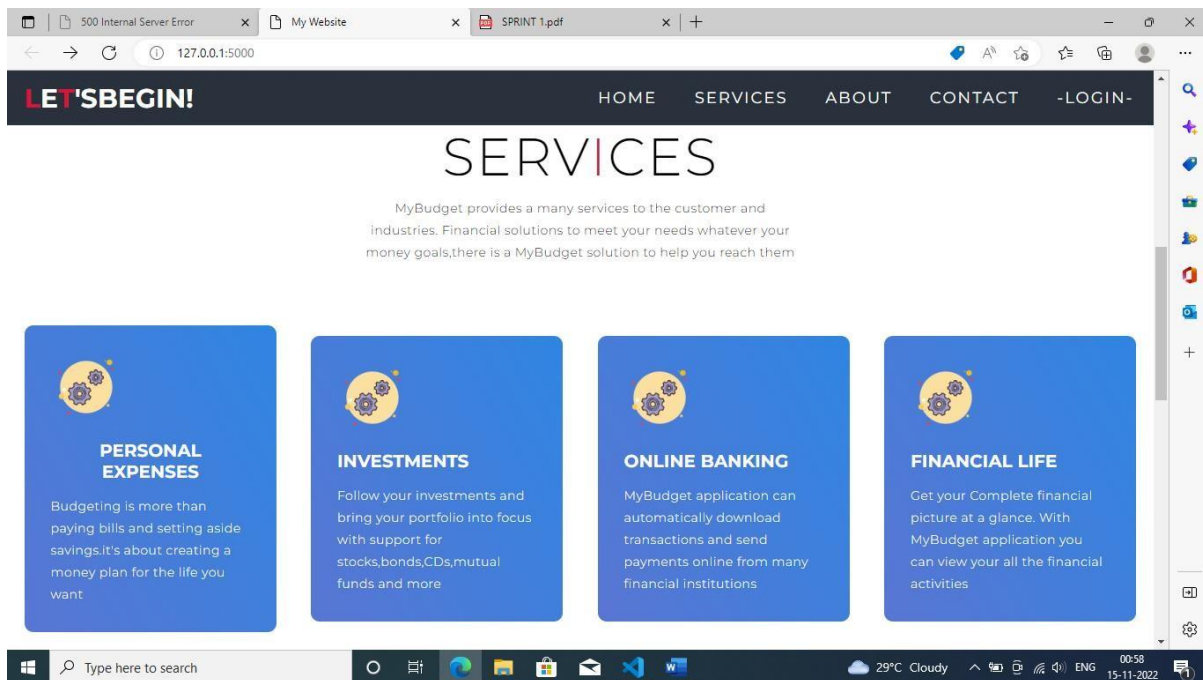 500 Internal Server Error
My Website
SPRINT 1.pdf
127.0.0.1:5000
LET'SBEGIN!
HOME SERVICES ABOUT CONTACT -LOGIN-
SERVICES
MyBudget provides a many services to the customer and
industries. Financial solutions to meet your needs whatever your
money goals,there is a MyBudget solution to help you reach them
PERSONAL
EXPENSES
Budgeting is more than
paying bills and setting aside
savings.it's about creating a
money plan for the life you
want
INVESTMENTS
Follow your investments and
bring your portfolio into focus
with support for
stocks,bonds,CDs,mutual
funds and more
ONLINE BANKING
MyBudget application can
automatically download
transactions and send
payments online from many
financial institutions
FINANCIAL LIFE
Get your Complete financial
picture at a glance. With
MyBudget application you
can view your all the financial
activities
Type here to search
29°C Cloudy
ENG
00:58
15-11-2022